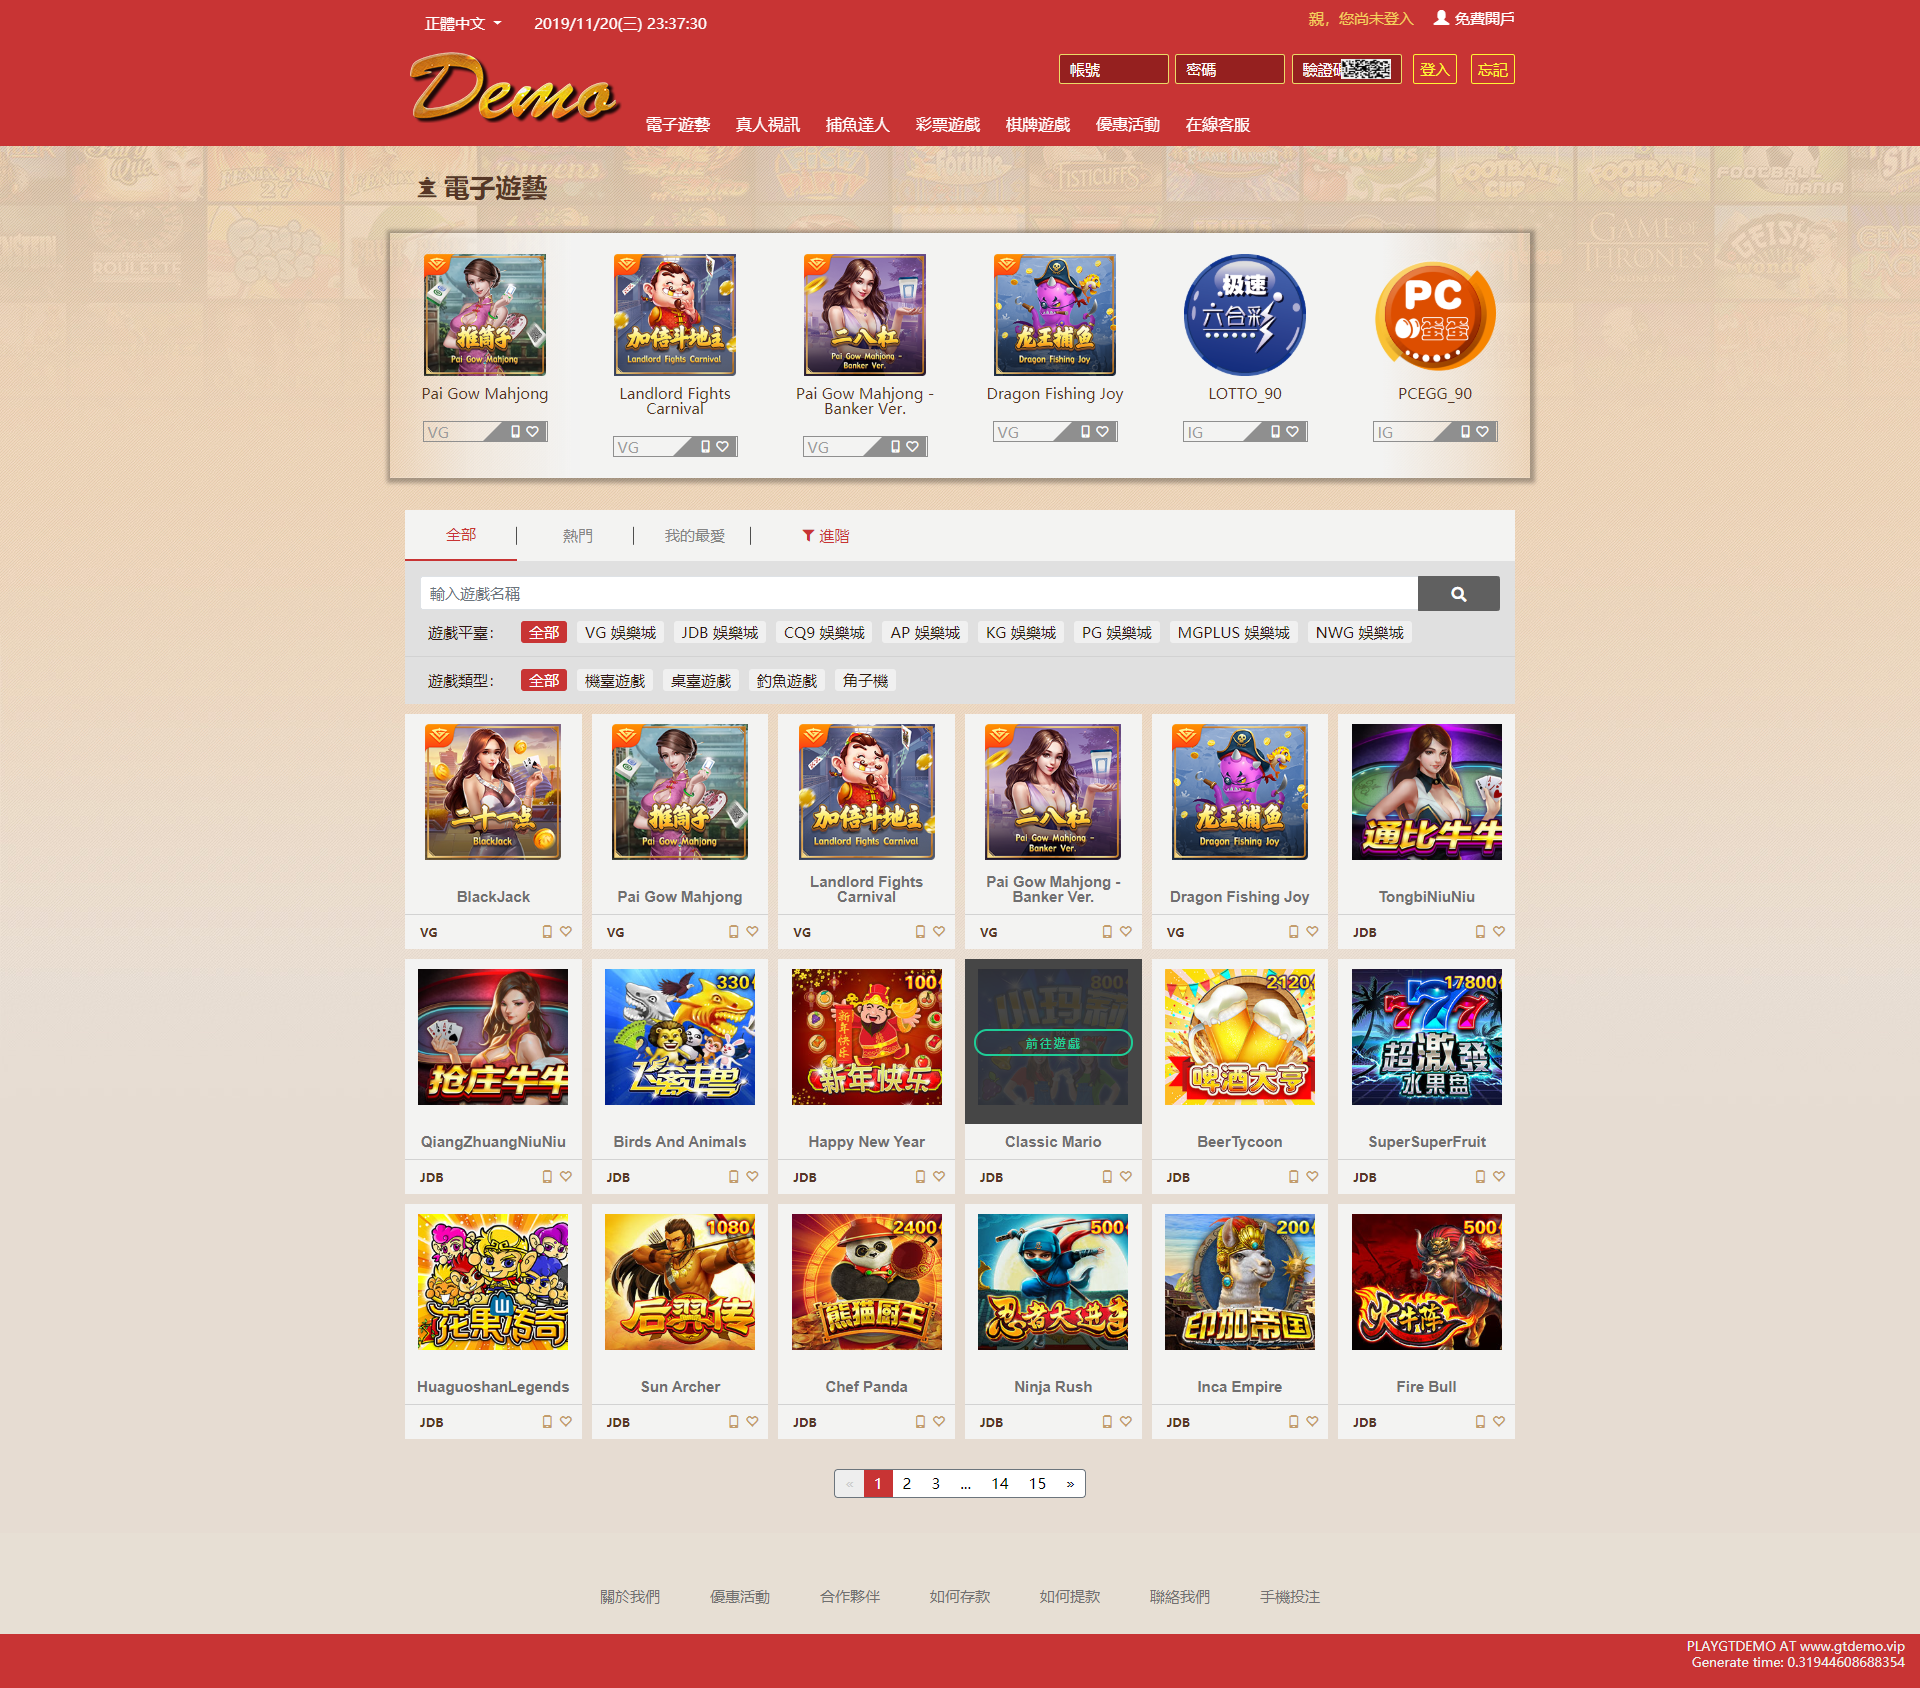 正體中文
2019/11/20(三) 23:37:30
親，您尚未登入
免費開戶
Demo
帳號
密碼
驗證碼
登入
忘記
電子遊藝
真人視訊
捕魚達人
彩票遊戲
棋牌遊戲
優惠活動
在線客服
電子遊藝
推筒子
Pai Gow Mahjong
加倍斗地主
Landlord Fights Carnival
二八杠
Pai Gow Mahjong -
Banker Ver.
龙王捕鱼
Dragon Fishing Joy
极速
六合彩
PC
蛋蛋
Pai Gow Mahjong
Landlord Fights
Carnival
Pai Gow Mahjong -
Banker Ver.
Dragon Fishing Joy
LOTTO_90
PCEGG_90
VG
VG
VG
VG
IG
IG
全部
熱門
我的最愛
進階
輸入遊戲名稱
遊戲平臺：
全部
VG 娛樂城
JDB 娛樂城
CQ9 娛樂城
AP 娛樂城
KG 娛樂城
PG 娛樂城
MGPLUS 娛樂城
NWG 娛樂城
遊戲類型：
全部
機臺遊戲
桌臺遊戲
釣魚遊戲
角子機
二十一点
BlackJack
推筒子
Pai Gow Mahjong
加倍斗地主
Landlord Fights Carnival
二八杠
Pai Gow Mahjong -
Banker Ver.
龙王捕鱼
Dragon Fishing Joy
通比牛牛
BlackJack
Pai Gow Mahjong
Landlord Fights
Carnival
Pai Gow Mahjong -
Banker Ver.
Dragon Fishing Joy
TongbiNiuNiu
VG
VG
VG
VG
VG
JDB
抢庄牛牛
330
飞禽走兽
100
新年快乐
新年快乐
800
小玛莉
前往遊戲
2120
啤酒大亨
17800
777
超激發
水果盘
QiangZhuangNiuNiu
Birds And Animals
Happy New Year
Classic Mario
BeerTycoon
SuperSuperFruit
JDB
JDB
JDB
JDB
JDB
JDB
花果山传奇
1080
后羿传
2400
熊猫厨王
500
忍者大进击
200
印加帝国
500
火牛阵
HuaguoshanLegends
Sun Archer
Chef Panda
Ninja Rush
Inca Empire
Fire Bull
JDB
JDB
JDB
JDB
JDB
JDB
« 1 2 3 ... 14 15 »
關於我們
優惠活動
合作夥伴
如何存款
如何提款
聯絡我們
手機投注
PLAYGTDEMO AT www.gtdemo.vip
Generate time: 0.31944608688354